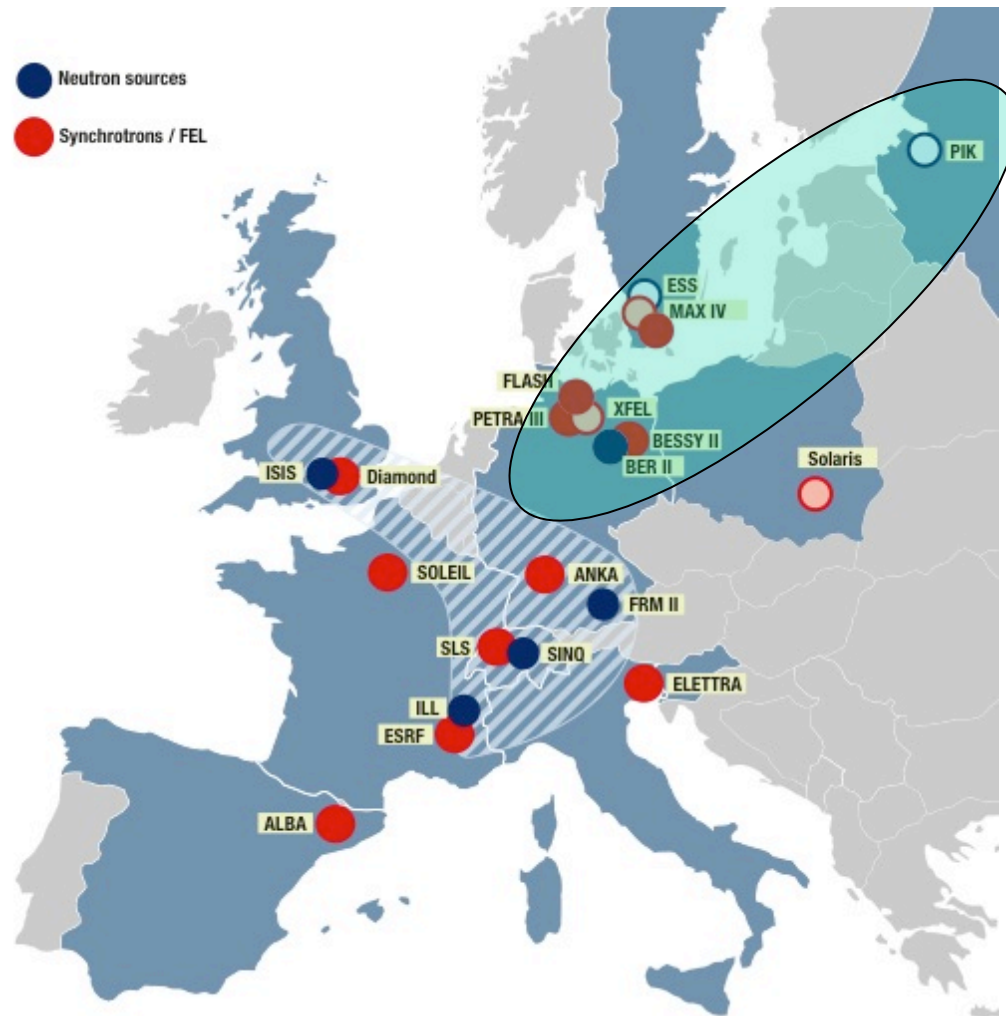 Neutron sources
Synchrotrons / FEL
PIK
ESS
MAX IV
FLASH
XFEL
PETRA III
BESSY II
BER II
Solaris
ISIS
Diamond
SOLEIL
ANKA
FRM II
SLS
SINQ
ELETTRA
ILL
ESRF
ALBA